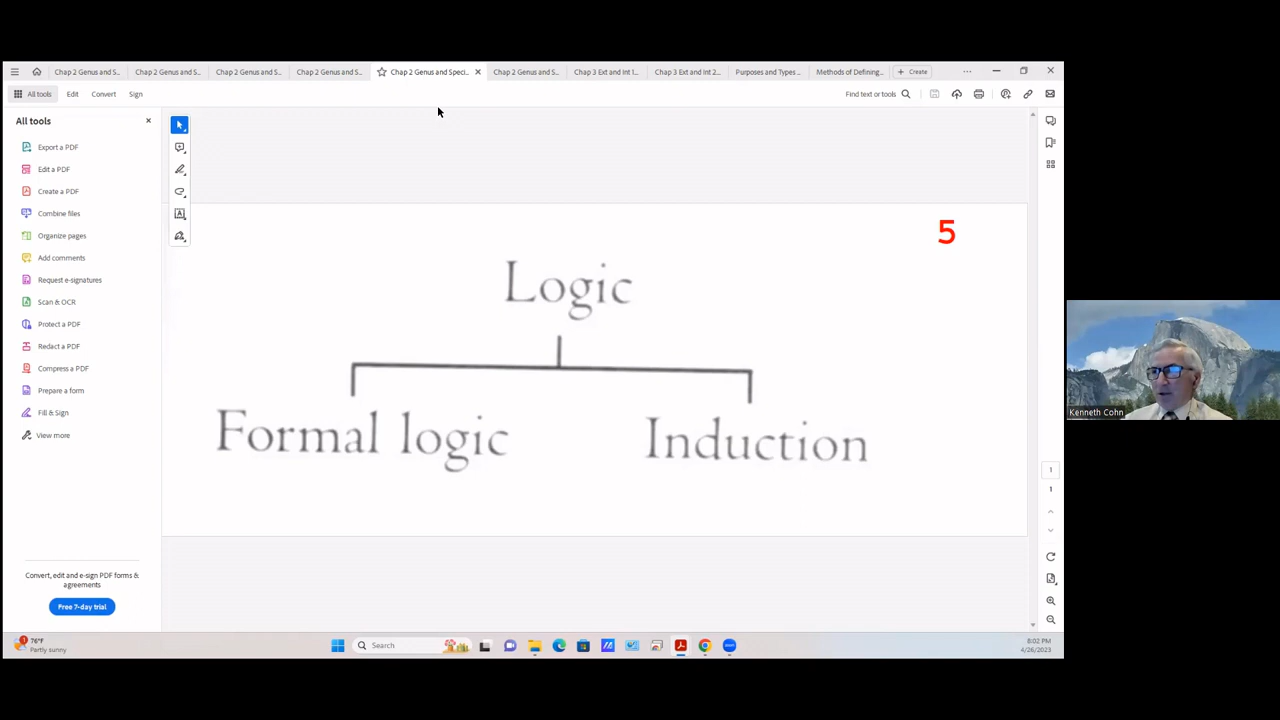 Chap 2 Genus and S...
Chap 2 Genus and S...
Chap 2 Genus and S...
Chap 2 Genus and S...
Chap 2 Genus and Speci...
Chap 2 Genus and S...
Chap 3 Ext and Int I...
Chap 3 Ext and Int 2...
Purposes and Types ...
Methods of Defining...
Create
All tools
Edit
Convert
Sign
Find text or tools
All tools
Export a PDF
Edit a PDF
Create a PDF
Combine files
Organize pages
Add comments
Request e-signatures
Scan & OCR
Protect a PDF
Redact a PDF
Compress a PDF
Prepare a form
Fill & Sign
View more
Convert, edit and e-sign PDF forms &
agreements
Free 7-day trial
5
Logic
Formal logic
Induction
1
1
Kenneth Cohn
1
76°F
Partly sunny
Search
8:02 PM
4/26/2023